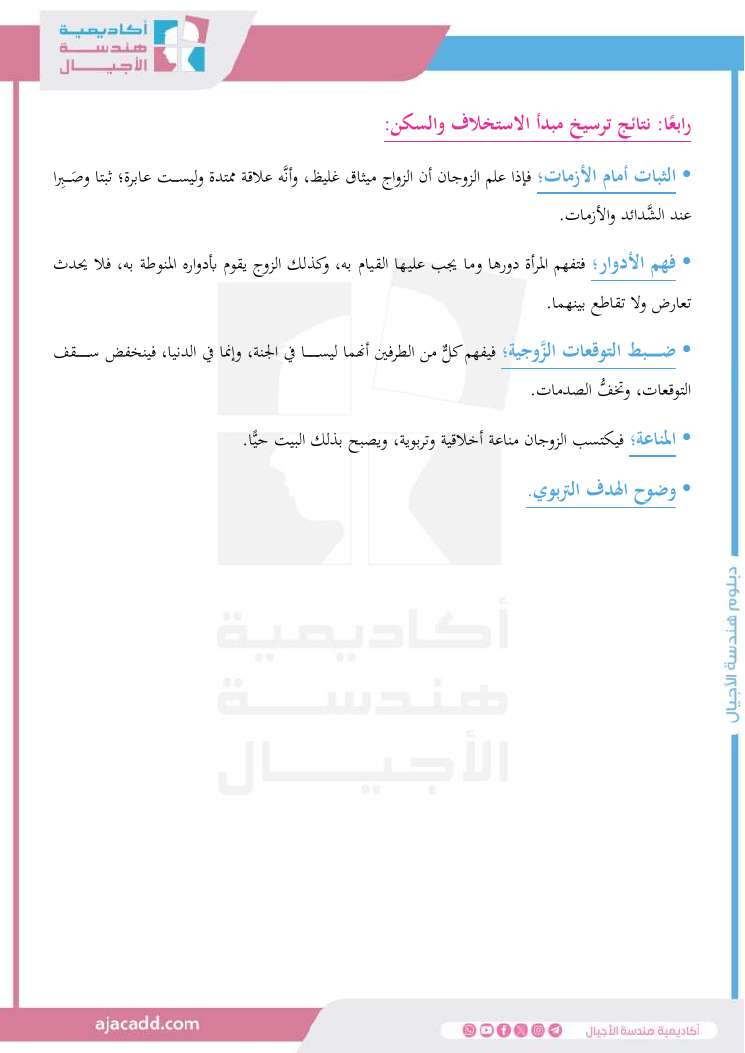 أكاديمية
هندسة
الأجيال
رابعًا: نتائج ترسيخ مبدأ الاستخلاف والسكن:
• الثبات أمام الأزمات؛ فإذا علم الزوجان أن الزواج ميثاق غليظ، وأنَّه علاقة ممتدة وليست عابرة؛ ثبتا وصَبِرا
عند الشَّدائد والأزمات.
• فهم الأدوار؛ فتفهم المرأة دورها وما يجب عليها القيام به، وكذلك الزوج يقوم بأدواره المنوطة به، فلا يحدث
تعارض ولا تقاطع بينهما.
• ضبط التوقعات الزَّوجية؛ فيفهم كلٌّ من الطرفين أنهما ليسا في الجنة، وإنما في الدنيا، فينخفض سقف
التوقعات، وتخفُّ الصدمات.
• المناعة؛ فيكتسب الزوجان مناعة أخلاقية وتربوية، ويصبح بذلك البيت حيًّا.
• وضوح الهدف التربوي.
أكاديمية
هندسة
الأجيال
دبلوم هندسة الأجيال
أكاديمية هندسة الأجيال
ajacadd.com